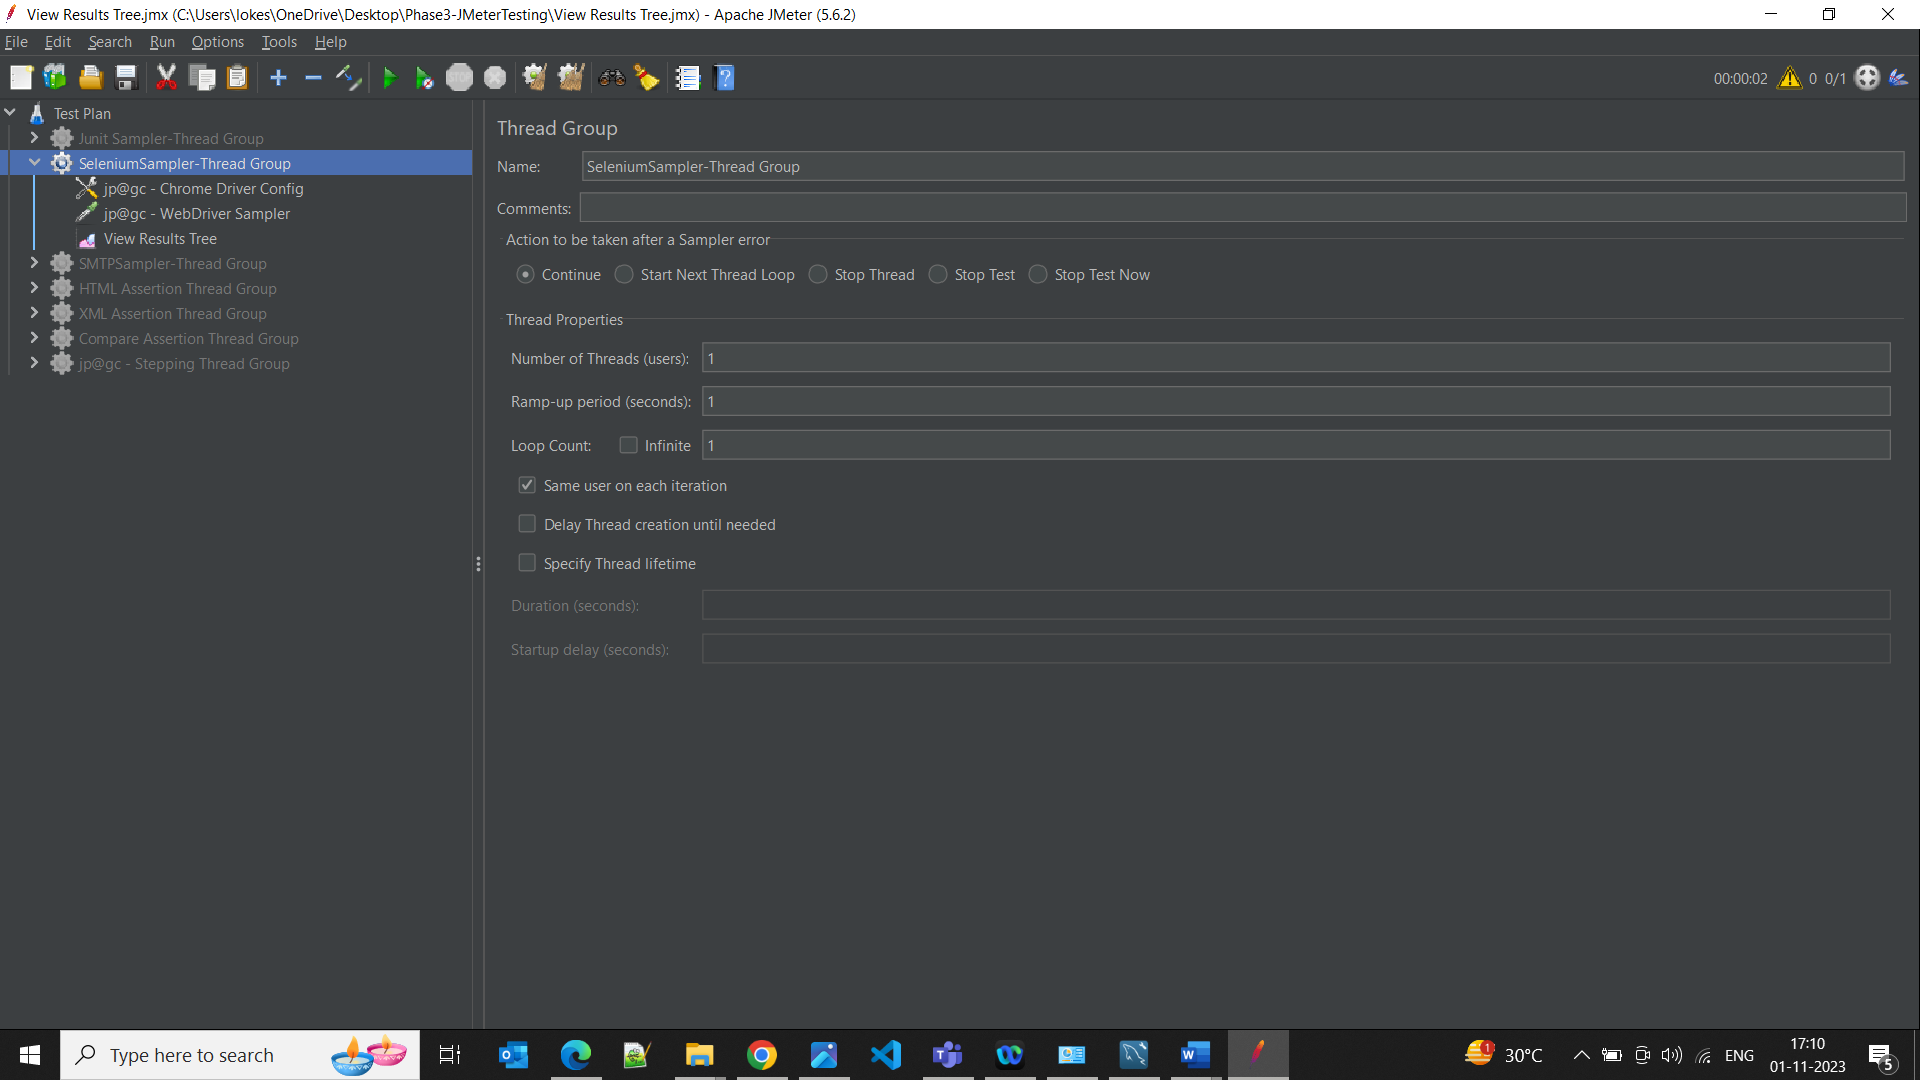 View Results Tree.jmx (C:\Users\lokes\OneDrive\Desktop\Phase3-JMeterTesting\View Results Tree.jmx) - Apache JMeter (5.6.2)
File Edit Search Run Options Tools Help
STOP
00:00:02 0 0/1
Test Plan
Junit Sampler-Thread Group
SeleniumSampler-Thread Group
jp@gc - Chrome Driver Config
jp@gc - WebDriver Sampler
View Results Tree
SMTPSampler-Thread Group
HTML Assertion Thread Group
XML Assertion Thread Group
Compare Assertion Thread Group
jp@gc - Stepping Thread Group
Thread Group
Name: SeleniumSampler-Thread Group
Comments:
Action to be taken after a Sampler error
Continue Start Next Thread Loop Stop Thread Stop Test Stop Test Now
Thread Properties
Number of Threads (users): 1
Ramp-up period (seconds): 1
Loop Count: Infinite 1
Same user on each iteration
Delay Thread creation until needed
Specify Thread lifetime
Duration (seconds):
Startup delay (seconds):
Type here to search
1 30°C ENG
17:10
01-11-2023
5